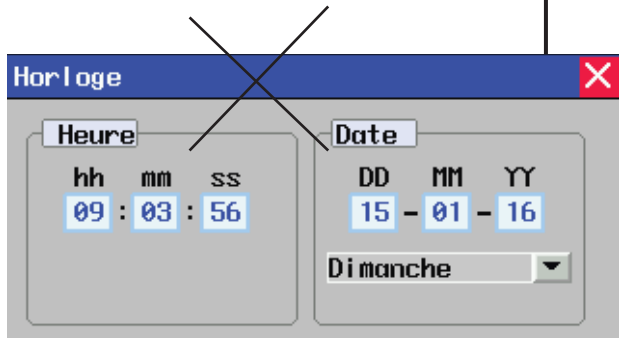 Horloge
Heure Date
hh mm ss DD MM YY
09 : 03 : 56 15 - 01 - 16
Dimanche